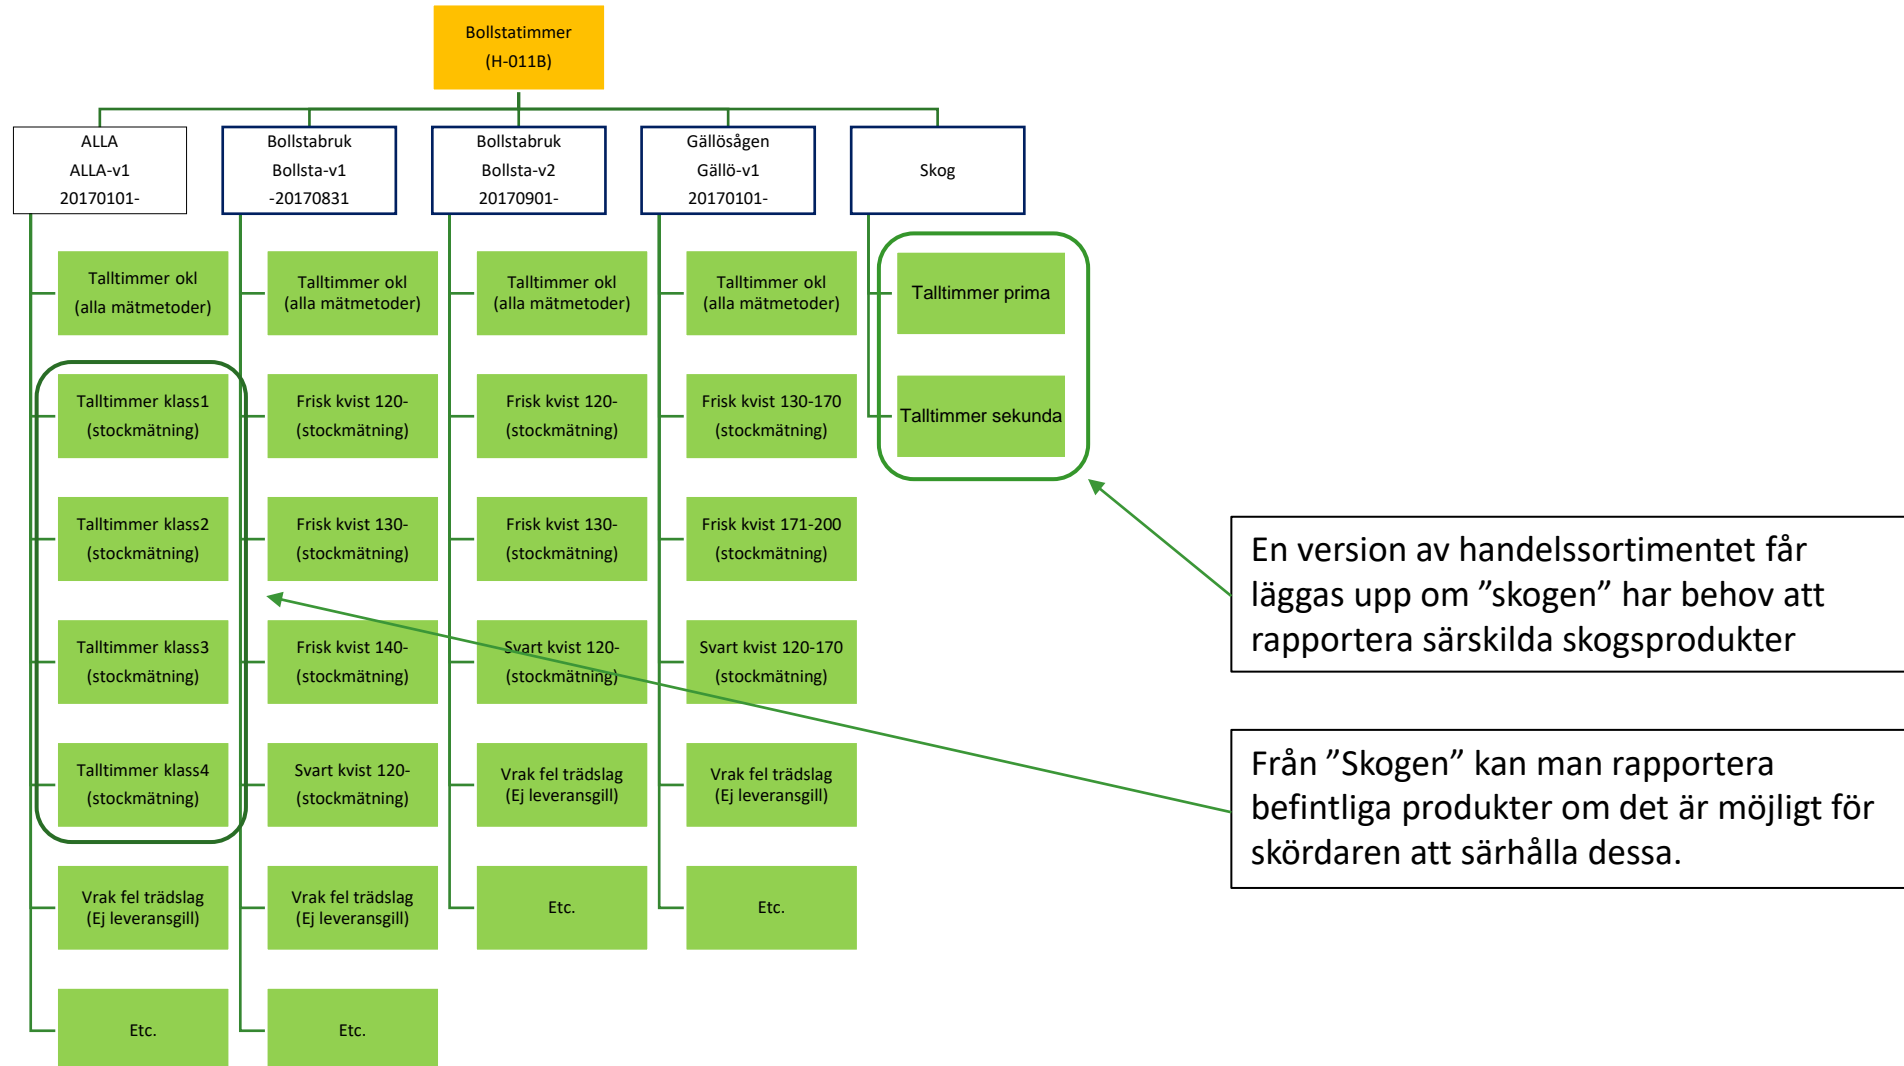 Bollstatimmer
(H-011B)
ALLA
ALLA-v1
20170101-
Bollstabruk
Bollsta-v1
-20170831
Bollstabruk
Bollsta-v2
20170901-
Gällösågen
Gällö-v1
20170101-
Skog
Talltimmer okl
(alla mätmetoder)
Talltimmer klass1
(stockmätning)
Talltimmer klass2
(stockmätning)
Talltimmer klass3
(stockmätning)
Talltimmer klass4
(stockmätning)
Vrak fel trädslag
(Ej leveransgill)
Etc.
Talltimmer okl
(alla mätmetoder)
Frisk kvist 120-
(stockmätning)
Frisk kvist 130-
(stockmätning)
Frisk kvist 140-
(stockmätning)
Svart kvist 120-
(stockmätning)
Vrak fel trädslag
(Ej leveransgill)
Etc.
Talltimmer okl
(alla mätmetoder)
Frisk kvist 120-
(stockmätning)
Frisk kvist 130-
(stockmätning)
Svart kvist 120-
(stockmätning)
Vrak fel trädslag
(Ej leveransgill)
Etc.
Talltimmer okl
(alla mätmetoder)
Frisk kvist 130-170
(stockmätning)
Frisk kvist 171-200
(stockmätning)
Svart kvist 120-170
(stockmätning)
Vrak fel trädslag
(Ej leveransgill)
Etc.
Talltimmer prima
Talltimmer sekunda
En version av handelssortimentet får
läggas upp om ”skogen” har behov att
rapportera särskilda skogsprodukter
Från ”Skogen” kan man rapportera
befintliga produkter om det är möjligt för
skördaren att särhålla dessa.